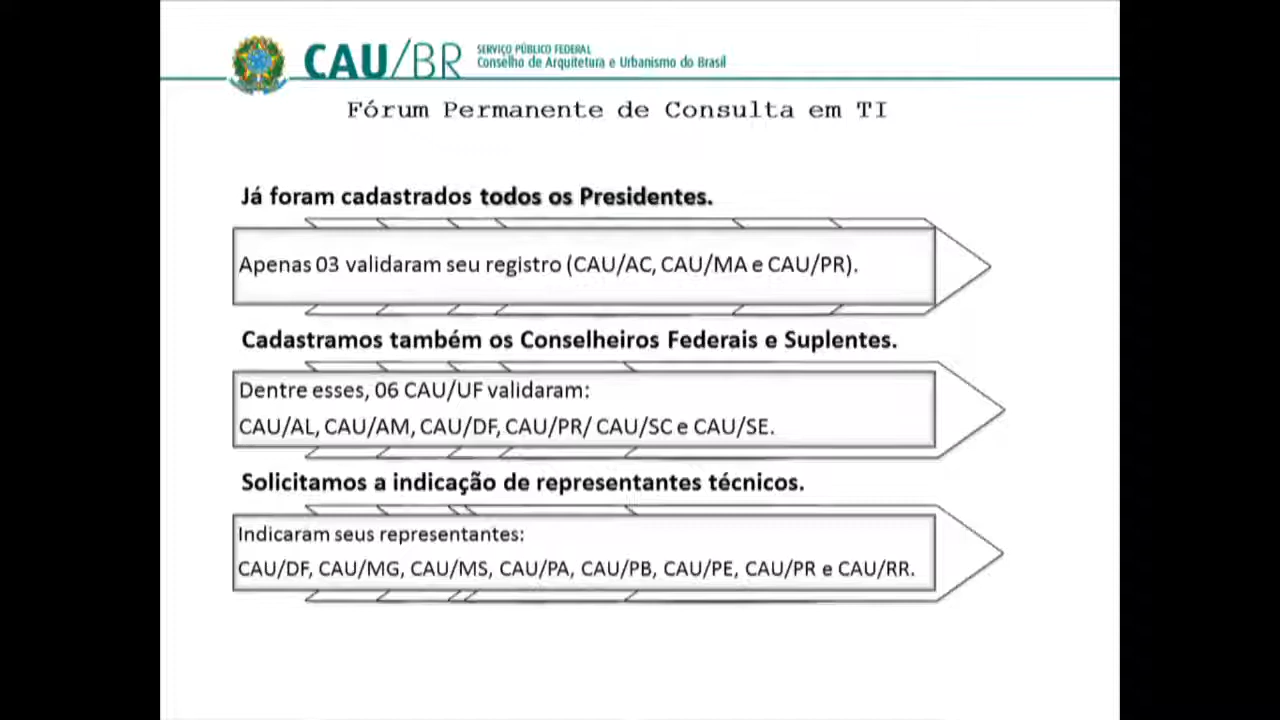 CAU/BR
SERVIÇO PÚBLICO FEDERAL
Conselho de Arquitetura e Urbanismo do Brasil
Fórum Permanente de Consulta em TI
Já foram cadastrados todos os Presidentes.
Apenas 03 validaram seu registro (CAU/AC, CAU/MA e CAU/PR).
Cadastramos também os Conselheiros Federais e Suplentes.
Dentre esses, 06 CAU/UF validaram:
CAU/AL, CAU/AM, CAU/DF, CAU/PR/ CAU/SC e CAU/SE.
Solicitamos a indicação de representantes técnicos.
Indicaram seus representantes:
CAU/DF, CAU/MG, CAU/MS, CAU/PA, CAU/PB, CAU/PE, CAU/PR e CAU/RR.